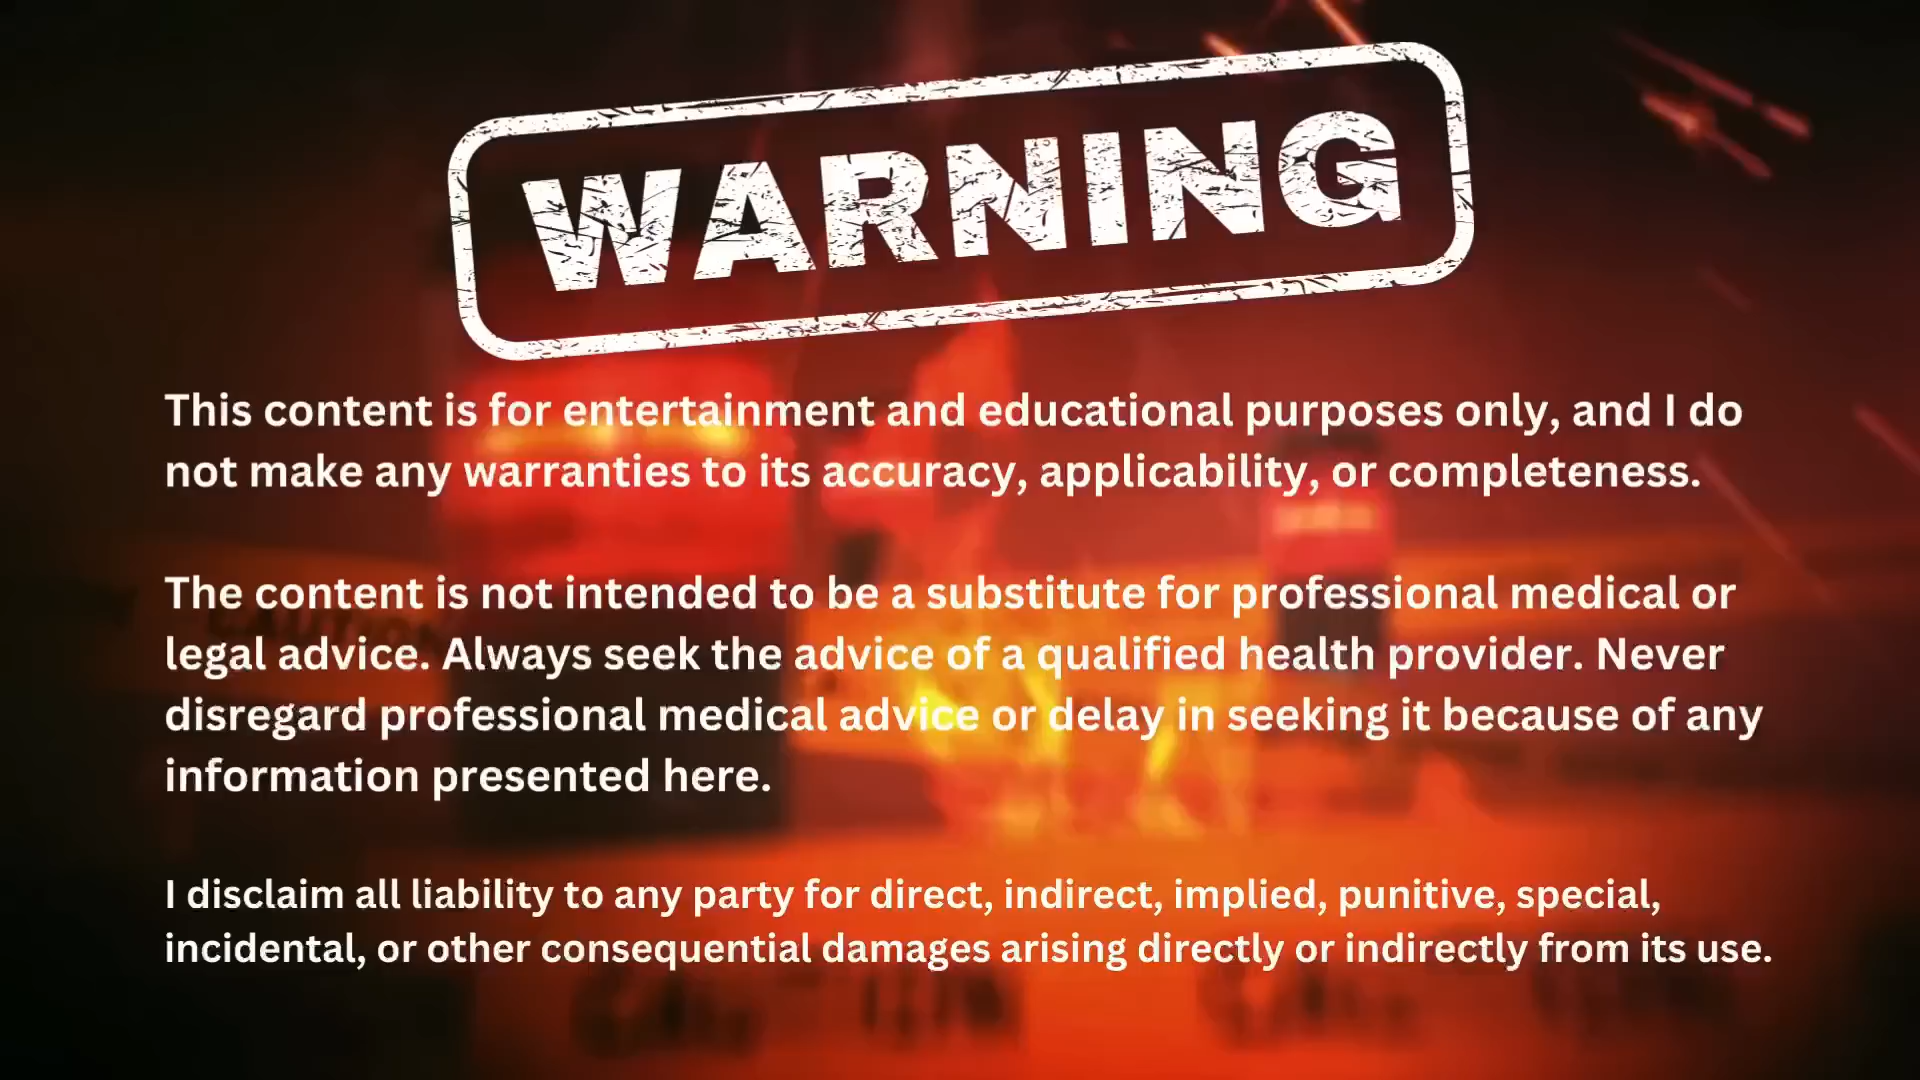 WARNING
This content is for entertainment and educational purposes only, and I do
not make any warranties to its accuracy, applicability, or completeness.
The content is not intended to be a substitute for professional medical or
legal advice. Always seek the advice of a qualified health provider. Never
disregard professional medical advice or delay in seeking it because of any
information presented here.
I disclaim all liability to any party for direct, indirect, implied, punitive, special,
incidental, or other consequential damages arising directly or indirectly from its use.
CAUTION